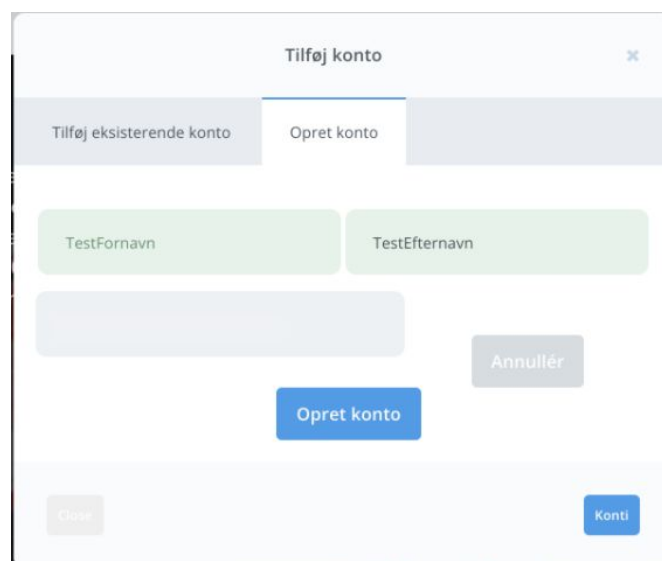 Tilføj konto
×
Tilføj eksisterende konto
Opret konto
TestFornavn
TestEfternavn
Annullér
Opret konto
Close
Konti